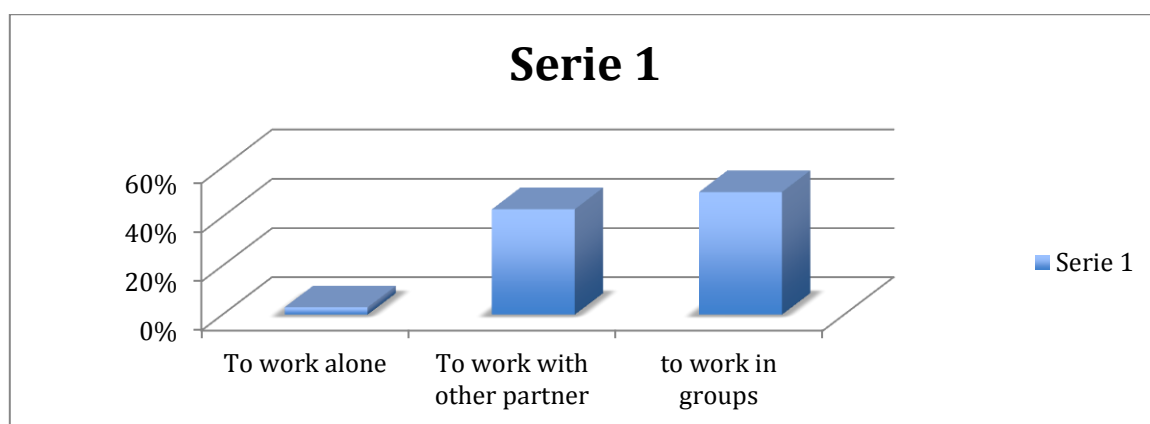 Serie 1
60%
40%
20%
0%
To work alone
To work with
other partner
to work in
groups
Serie 1